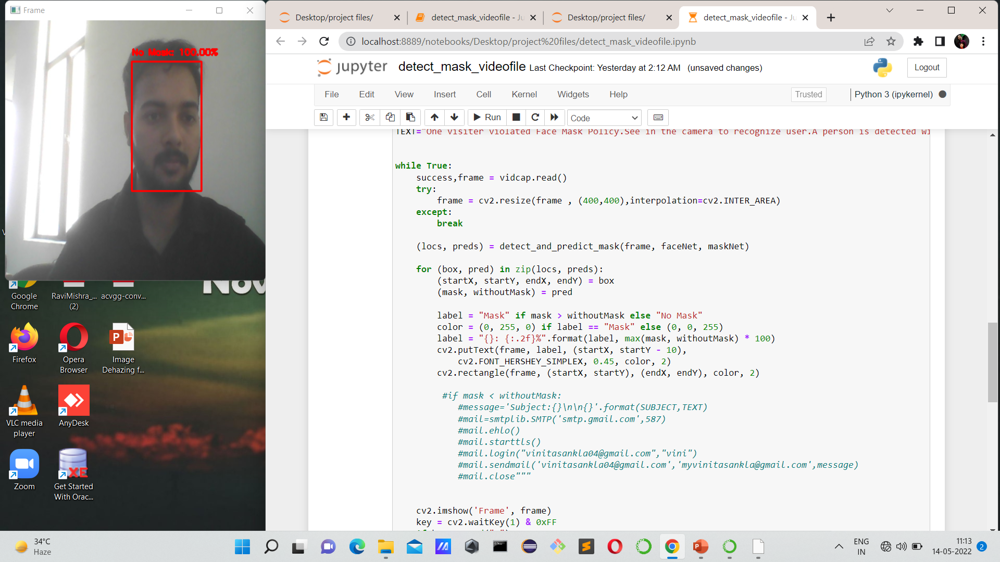 Frame
No Mask: 100.00%
Nov
Google Chrome
RaviMishra_... (2)
acvgg-conv...
Firefox
Opera Browser
Image Dehazing f...
VLC media player
AnyDesk
Zoom
XE
Get Started With Orac...
Desktop/project files/
detect_mask_videofile - Ju
Desktop/project files/
detect_mask_videofile - Ju
localhost:8889/notebooks/Desktop/project%20files/detect_mask_videofile.ipynb
jupyter detect_mask_videofile Last Checkpoint: Yesterday at 2:12 AM (unsaved changes)
Logout
File Edit View Insert Cell Kernel Widgets Help
Trusted
Python 3 (ipykernel)
Run
Code
TEXT="One visiter violated Face Mask Policy.See in the camera to recognize user.A person is detected wi
while True:
    success,frame = vidcap.read()
    try:
        frame = cv2.resize(frame , (400,400),interpolation=cv2.INTER_AREA)
    except:
        break
    (locs, preds) = detect_and_predict_mask(frame, faceNet, maskNet)
    for (box, pred) in zip(locs, preds):
        (startX, startY, endX, endY) = box
        (mask, withoutMask) = pred
        label = "Mask" if mask > withoutMask else "No Mask"
        color = (0, 255, 0) if label == "Mask" else (0, 0, 255)
        label = "{}: {:.2f}%".format(label, max(mask, withoutMask) * 100)
        cv2.putText(frame, label, (startX, startY - 10),
            cv2.FONT_HERSHEY_SIMPLEX, 0.45, color, 2)
        cv2.rectangle(frame, (startX, startY), (endX, endY), color, 2)
         #if mask < withoutMask:
            #message='Subject:{}\n\n{}'.format(SUBJECT,TEXT)
            #mail=smtplib.SMTP('smtp.gmail.com',587)
            #mail.ehlo()
            #mail.starttls()
            #mail.login("vinitasankla04@gmail.com","vini")
            #mail.sendmail('vinitasankla04@gmail.com','myvinitasankla@gmail.com',message)
            #mail.close"""
    cv2.imshow('Frame', frame)
    key = cv2.waitKey(1) & 0xFF
34°C
Haze
ENG
IN
11:13
14-05-2022
2